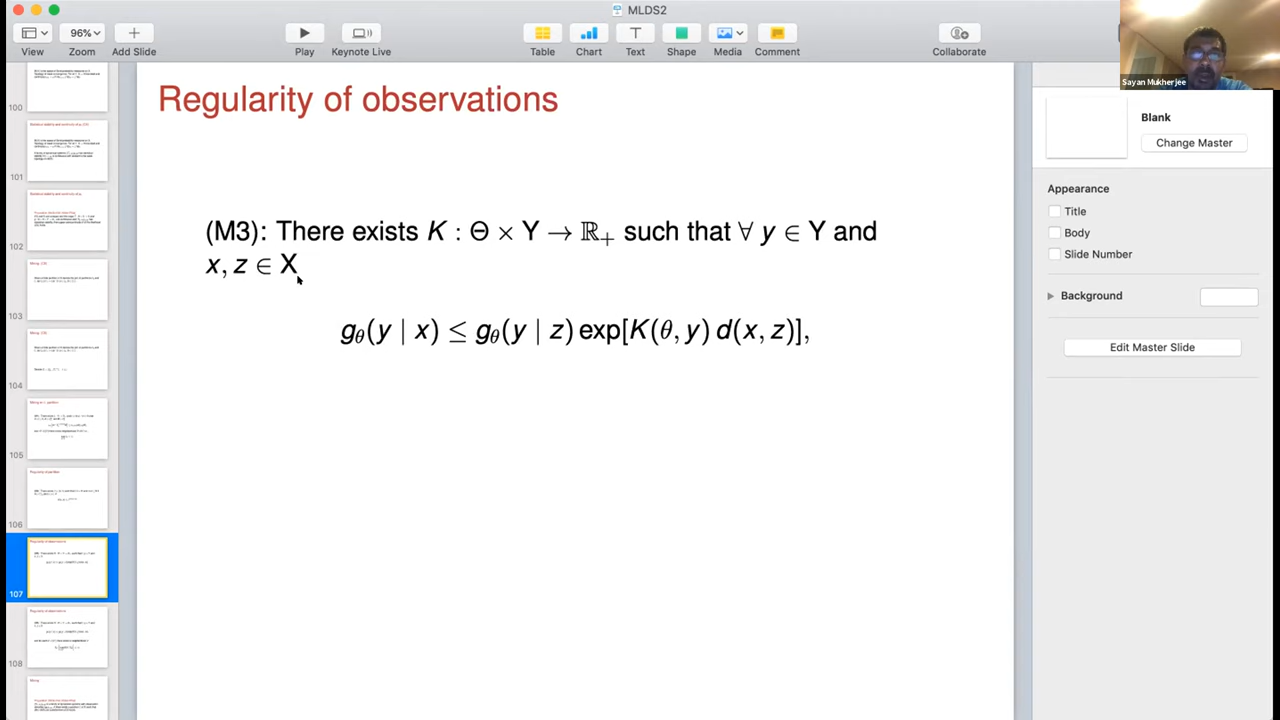 MLDS2
96%
View
Zoom
Add Slide
Play
Keynote Live
Table
Chart
Text
Shape
Media
Comment
Collaborate
Sayan Mukherjee
100
101
102
103
104
105
106
107
108
Regularity of observations
(M3): There exists K : Θ × Y → ℝ₊ such that ∀ y ∈ Y and
x, z ∈ X
g_θ(y | x) ≤ g_θ(y | z) exp[K(θ, y) d(x, z)],
Blank
Change Master
Appearance
Title
Body
Slide Number
Background
Edit Master Slide